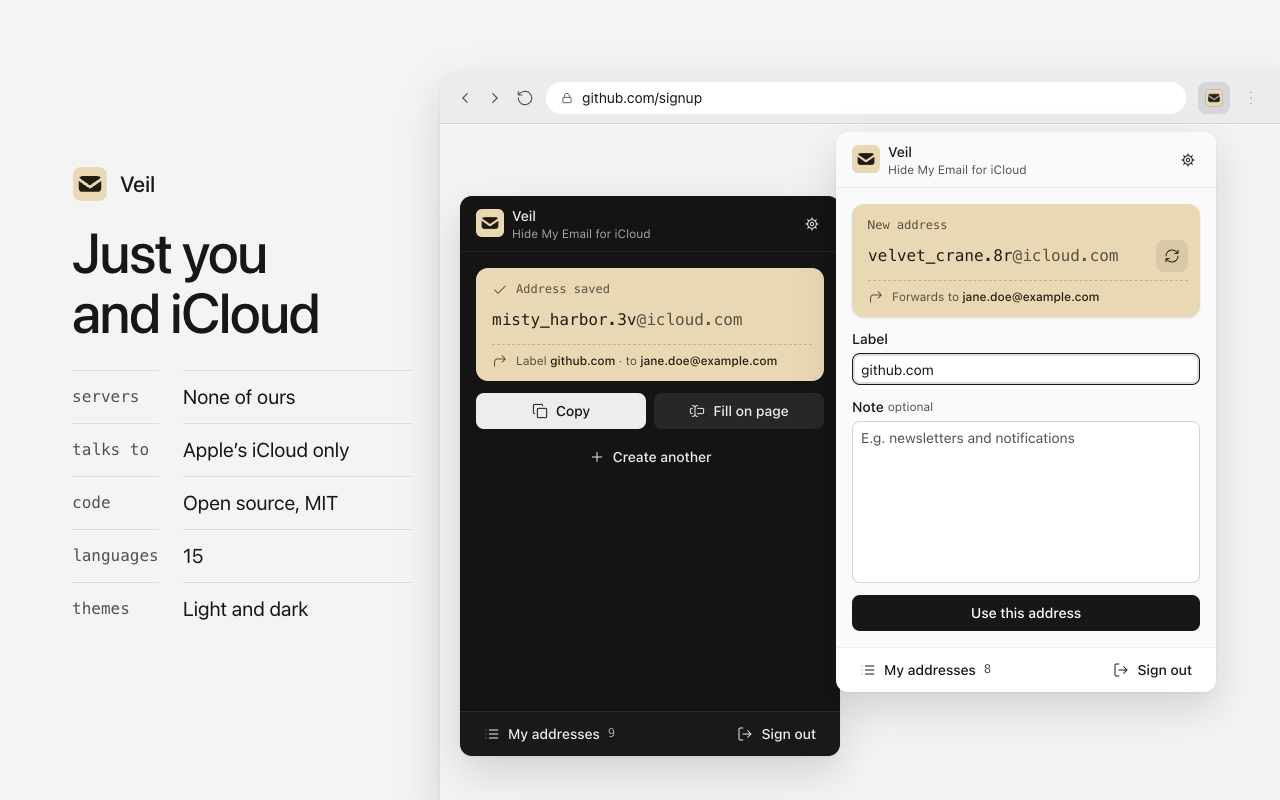 Veil
Just you
and iCloud
servers None of ours
talks to Apple’s iCloud only
code Open source, MIT
languages 15
themes Light and dark
github.com/signup
Veil
Hide My Email for iCloud
Address saved
misty_harbor.3v@icloud.com
Label github.com · to jane.doe@example.com
Copy
Fill on page
Create another
My addresses 9
Sign out
Veil
Hide My Email for iCloud
New address
velvet_crane.8r@icloud.com
Forwards to jane.doe@example.com
Label
github.com
Note optional
E.g. newsletters and notifications
Use this address
My addresses 8
Sign out